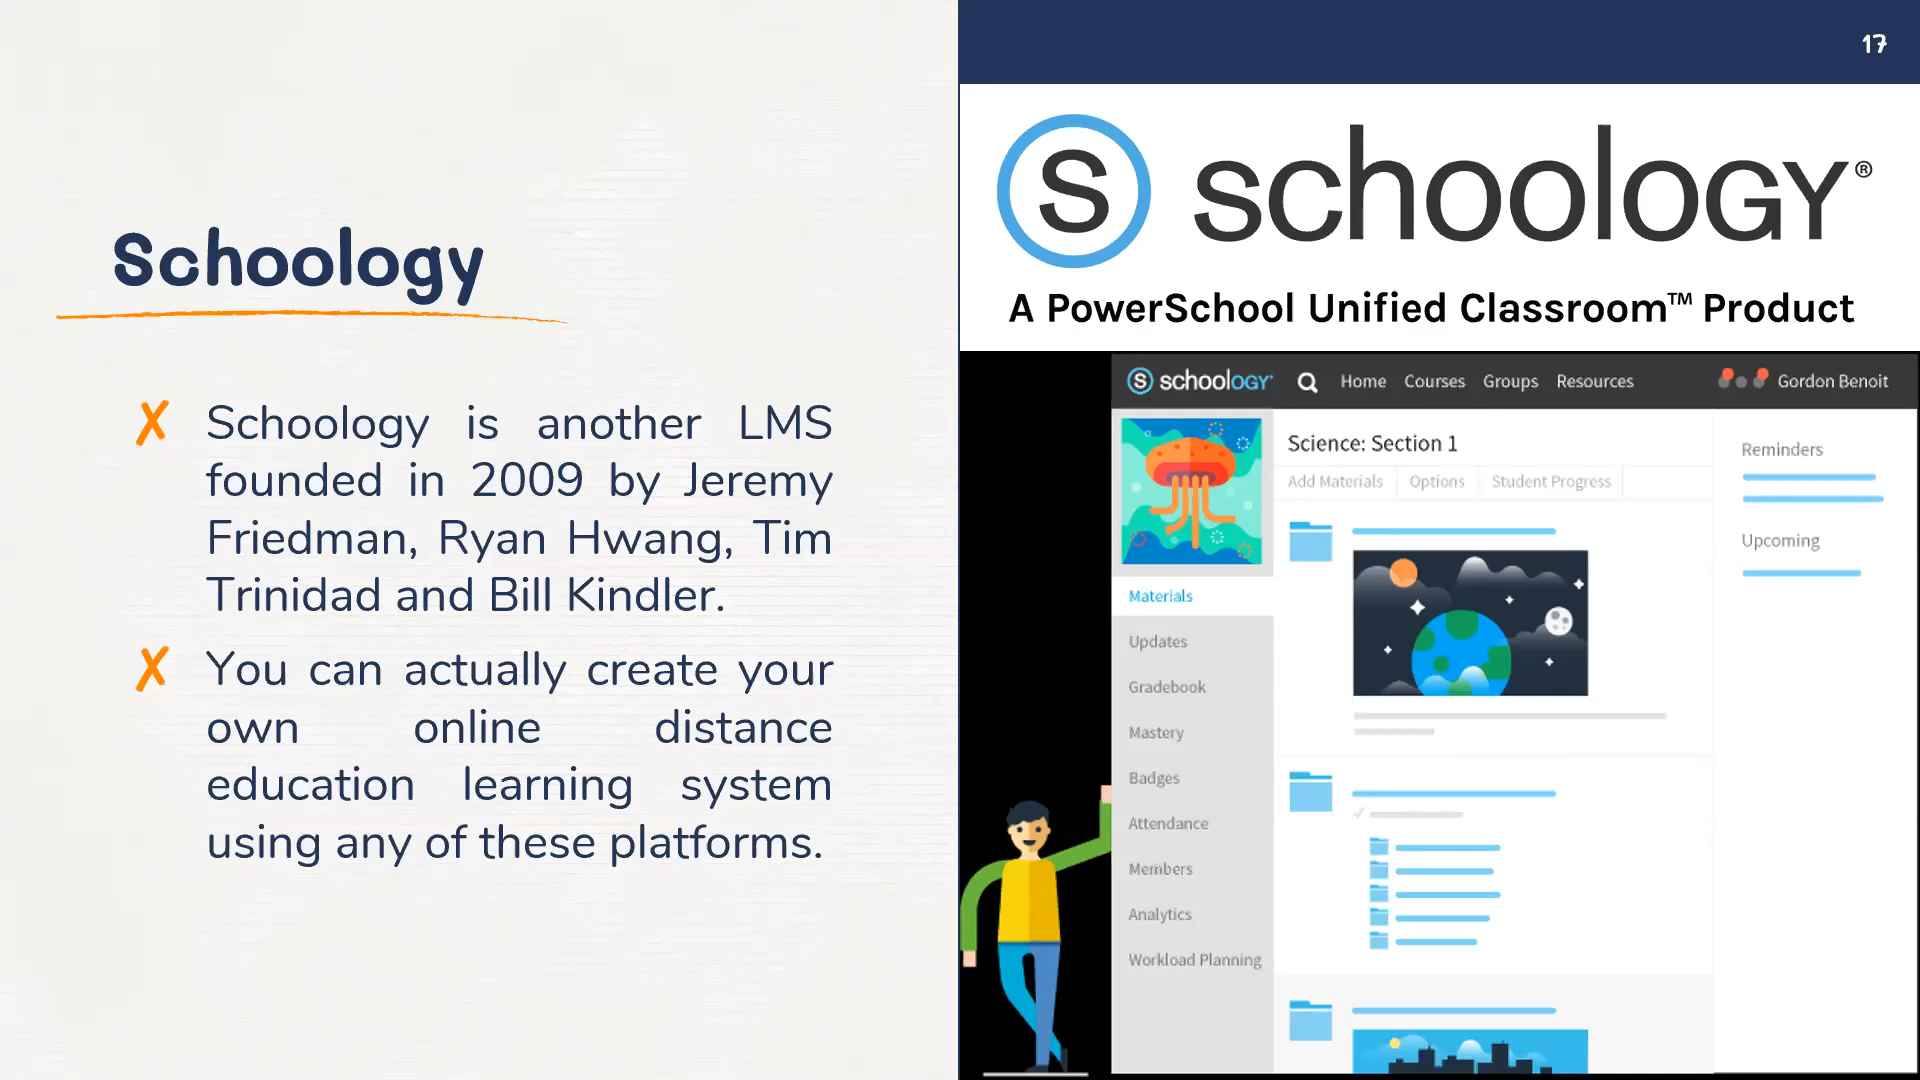 17
Schoology
✗ Schoology is another LMS
founded in 2009 by Jeremy
Friedman, Ryan Hwang, Tim
Trinidad and Bill Kindler.
✗ You can actually create your
own online distance
education learning system
using any of these platforms.
S schooloGY®
A PowerSchool Unified Classroom™ Product
S schooloGY Home Courses Groups Resources Gordon Benoit
Science: Section 1
Add Materials Options Student Progress
Materials
Updates
Gradebook
Mastery
Badges
Attendance
Members
Analytics
Workload Planning
Reminders
Upcoming